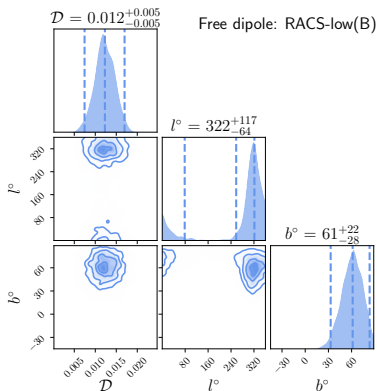 𝒟 = 0.012^{+0.005}_{-0.005}
Free dipole: RACS-low(B)
l° = 322^{+117}_{-64}
320
240
160
80
l°
b° = 61^{+22}_{-28}
60
30
0
−30
b°
0.005 0.010 0.015 0.020
80 160 240 320
−30 0 30 60
𝒟 l° b°